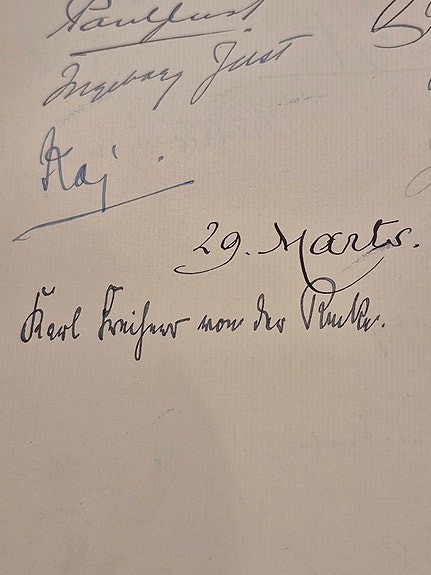 Ingeborg Just
Kaj
29. Marts.
Karl Freiherr von der